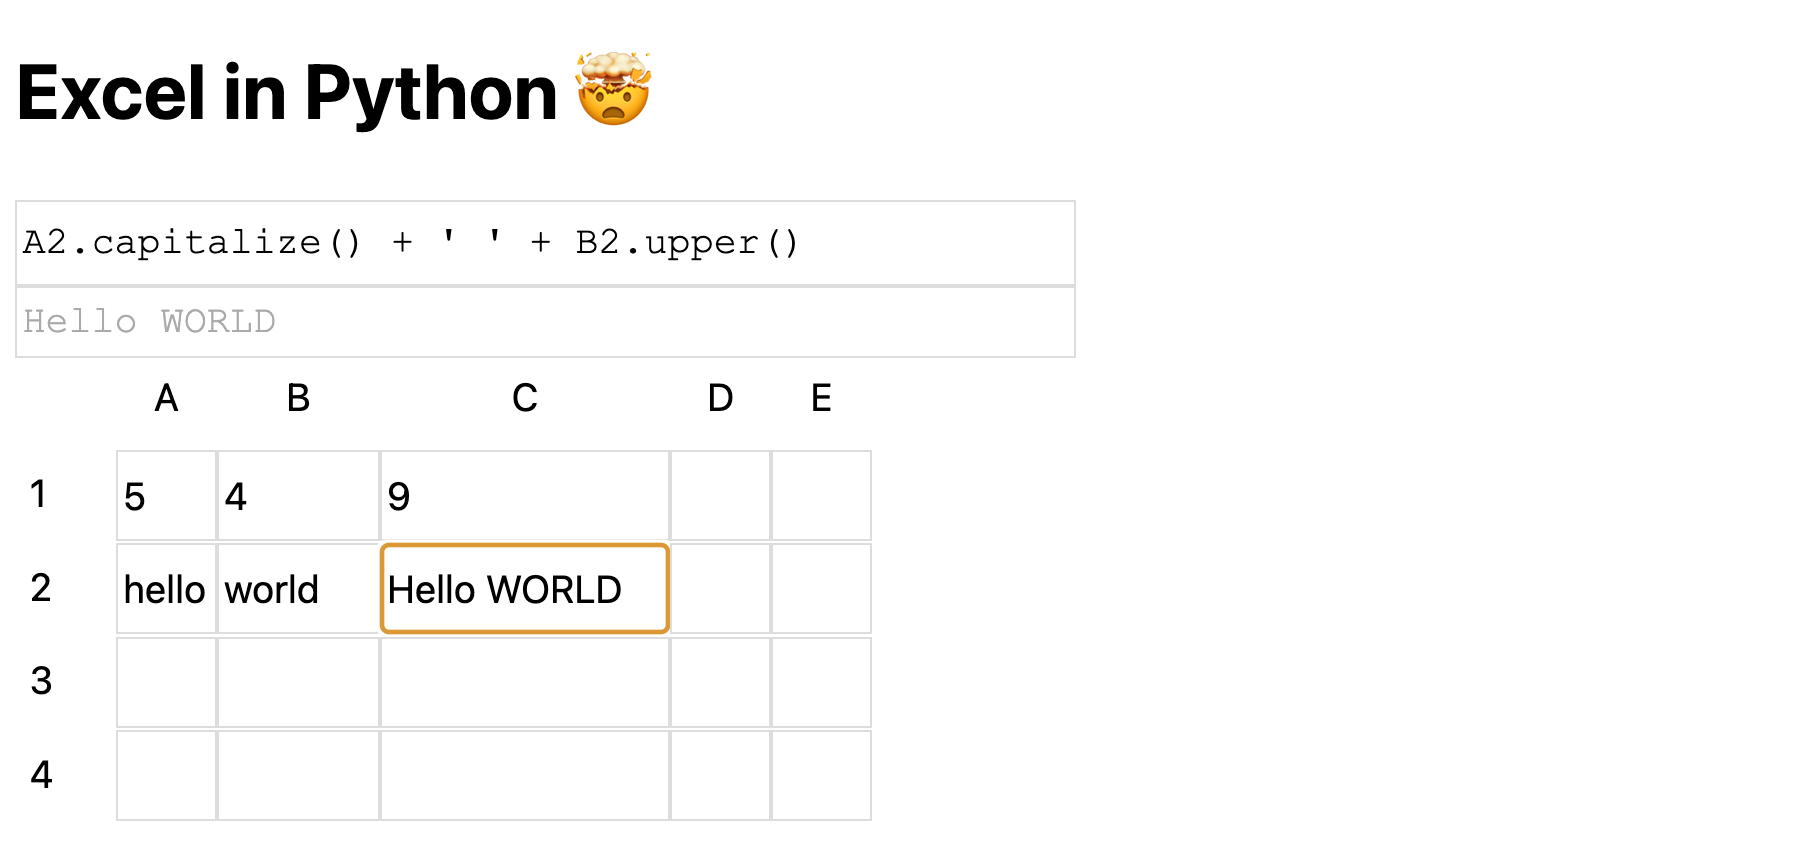 Excel in Python 🤯
A2.capitalize() + ' ' + B2.upper()
Hello WORLD
A B C D E
1 5 4 9
2 hello world Hello WORLD
3
4